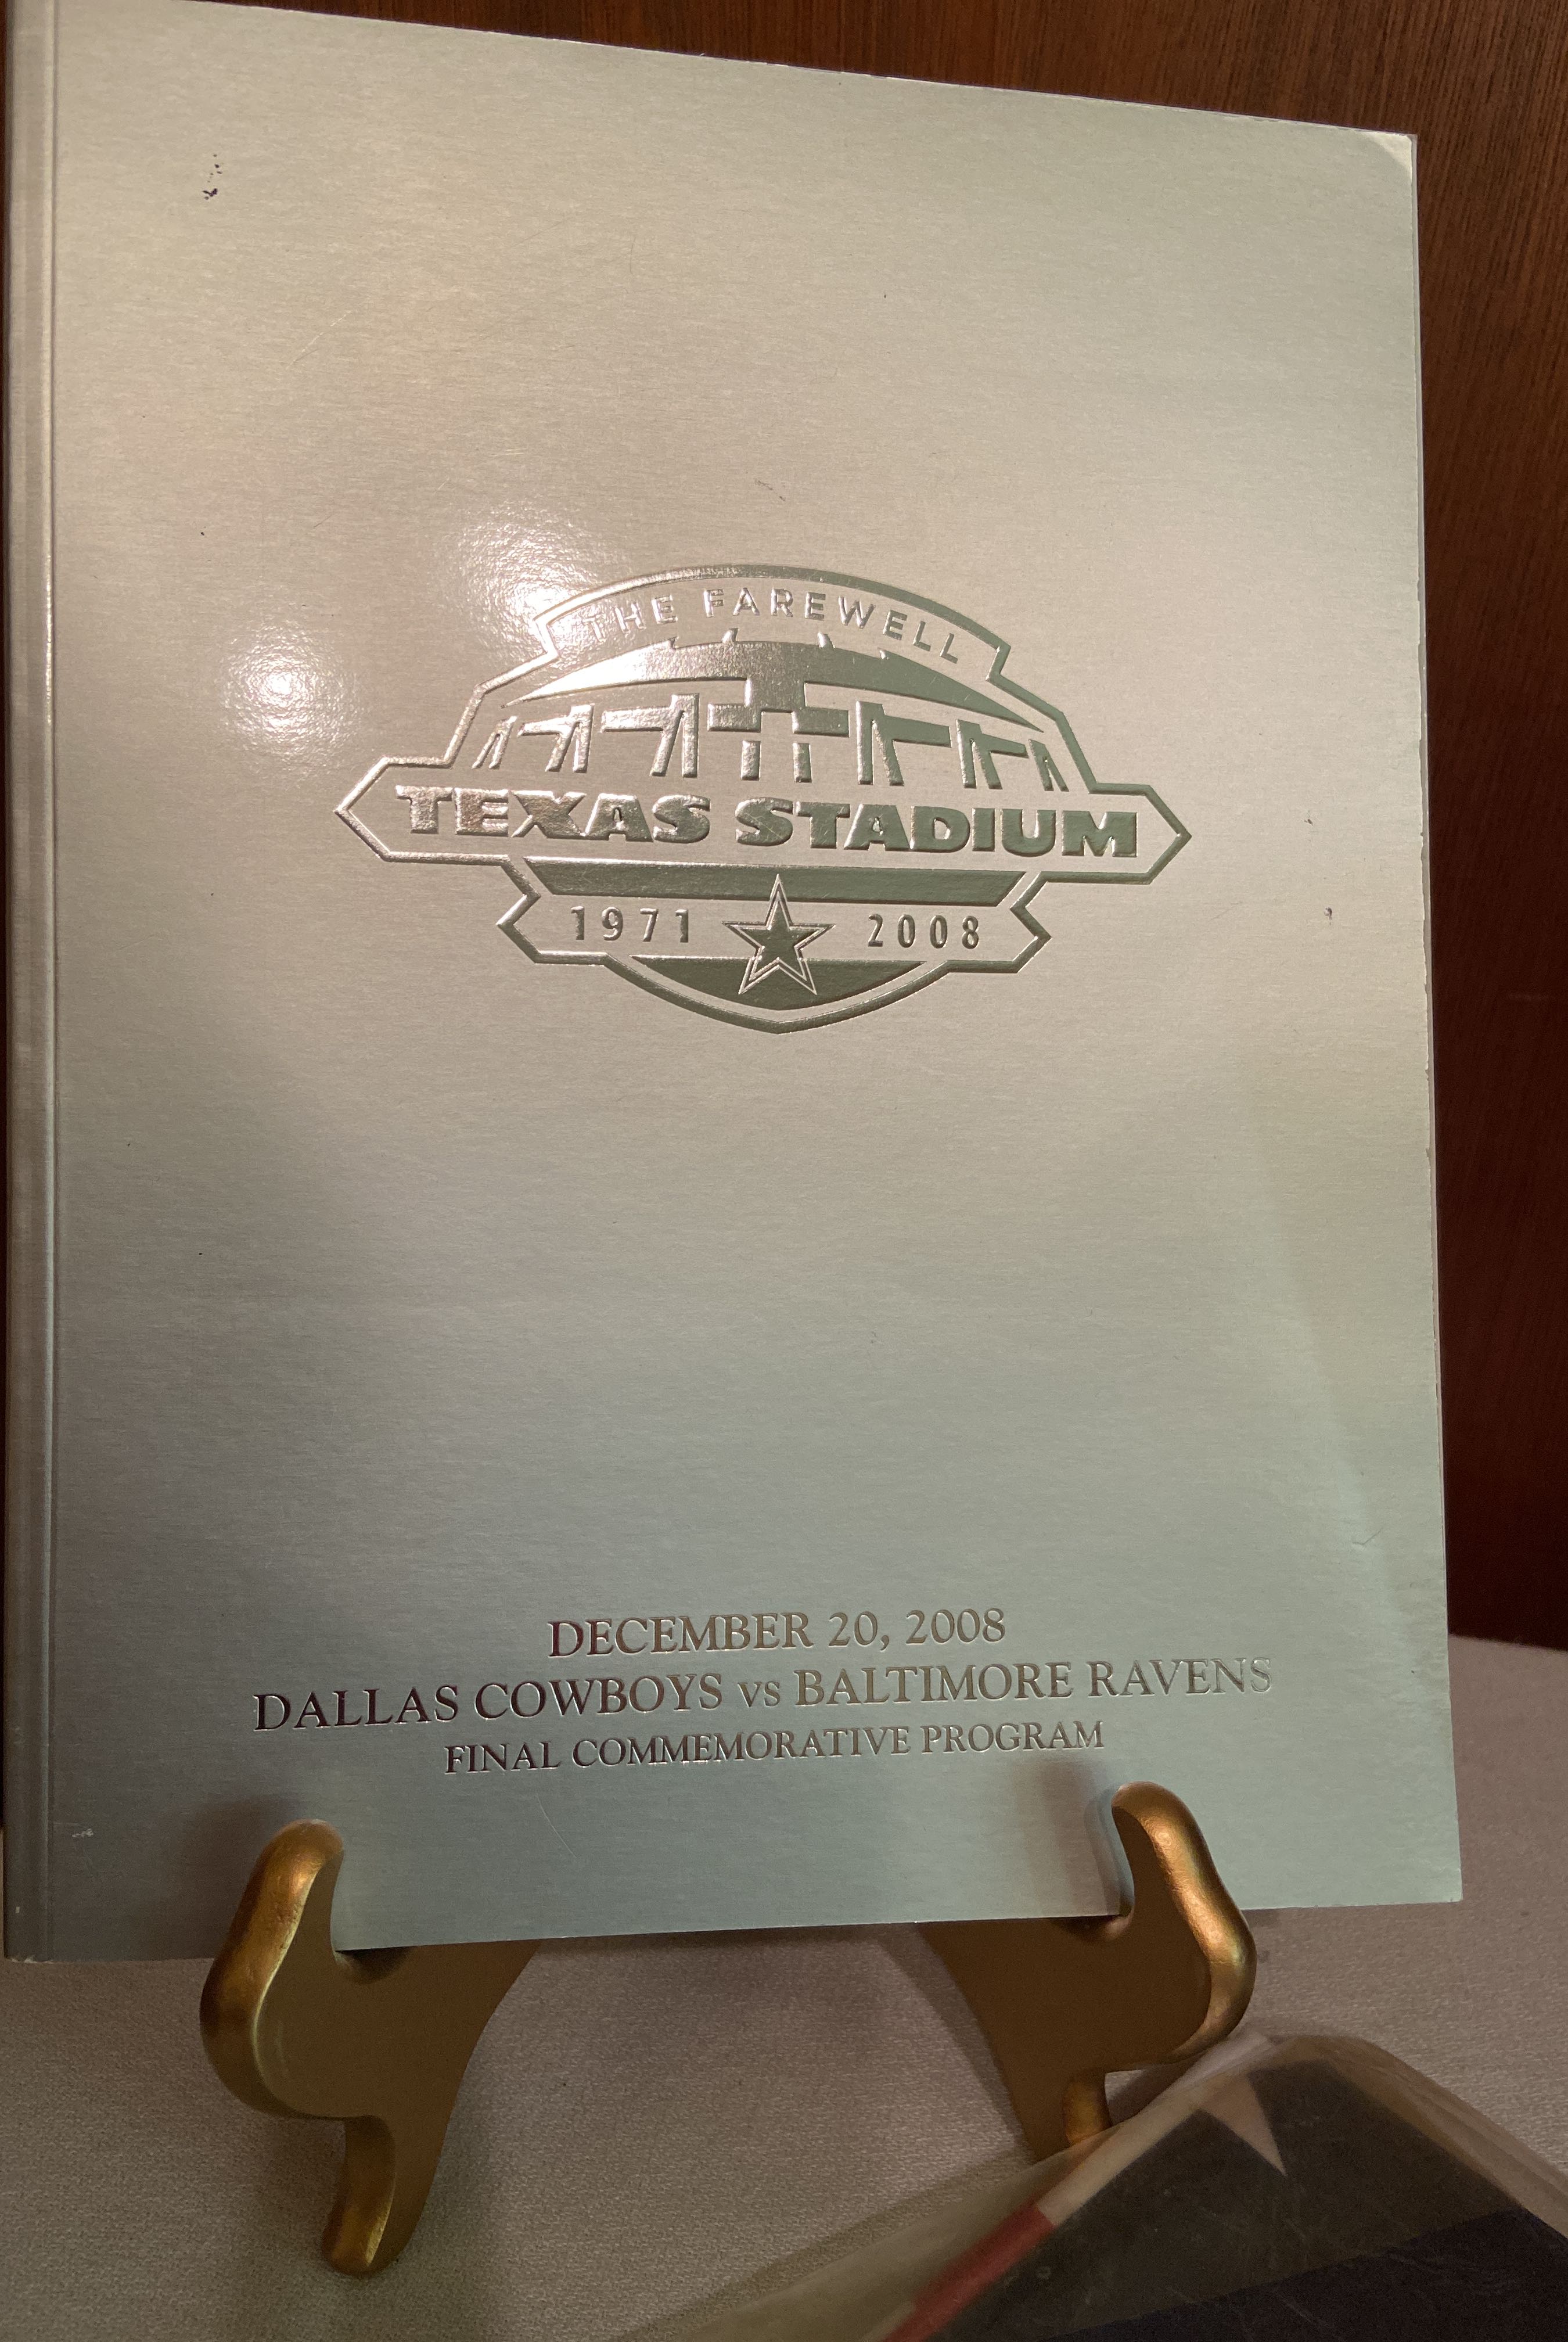 THE FAREWELL
TEXAS STADIUM
1971 2008
DECEMBER 20, 2008
DALLAS COWBOYS vs BALTIMORE RAVENS
FINAL COMMEMORATIVE PROGRAM